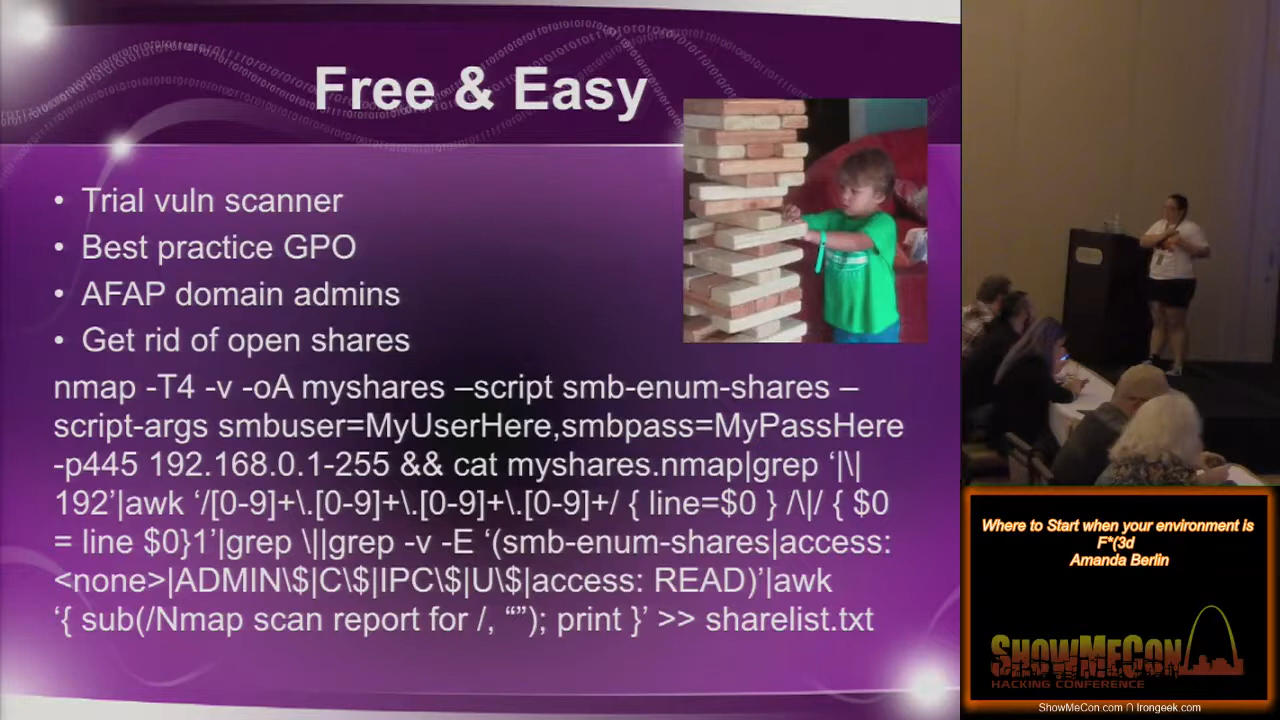 Free & Easy
• Trial vuln scanner
• Best practice GPO
• AFAP domain admins
• Get rid of open shares
nmap -T4 -v -oA myshares –script smb-enum-shares –
script-args smbuser=MyUserHere,smbpass=MyPassHere
-p445 192.168.0.1-255 && cat myshares.nmap|grep ‘|\|
192’|awk ‘/[0-9]+\.[0-9]+\.[0-9]+\.[0-9]+/ { line=$0 } /\|/ { $0
= line $0}1’|grep \||grep -v -E ‘(smb-enum-shares|access:
<none>|ADMIN\$|C\$|IPC\$|U\$|access: READ)’|awk
‘{ sub(/Nmap scan report for /, “”); print }’ >> sharelist.txt
Where to Start when your environment is
F*(3d
Amanda Berlin
SHOWMECON
HACKING CONFERENCE
ShowMeCon.com ∩ Irongeek.com